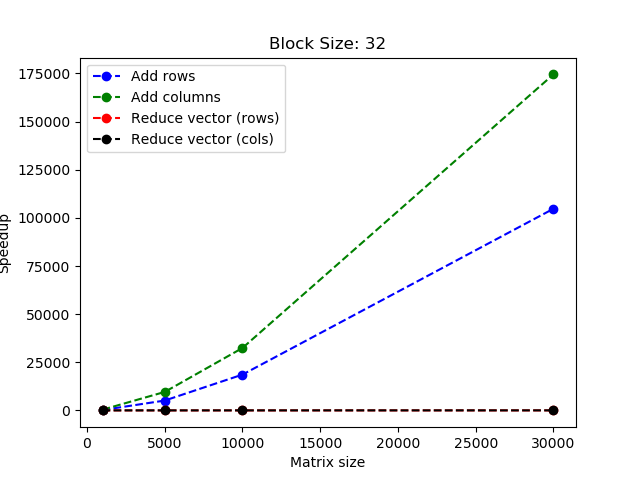 Block Size: 32
Add rows
Add columns
Reduce vector (rows)
Reduce vector (cols)
175000
150000
125000
100000
75000
50000
25000
0
Speedup
0 5000 10000 15000 20000 25000 30000
Matrix size